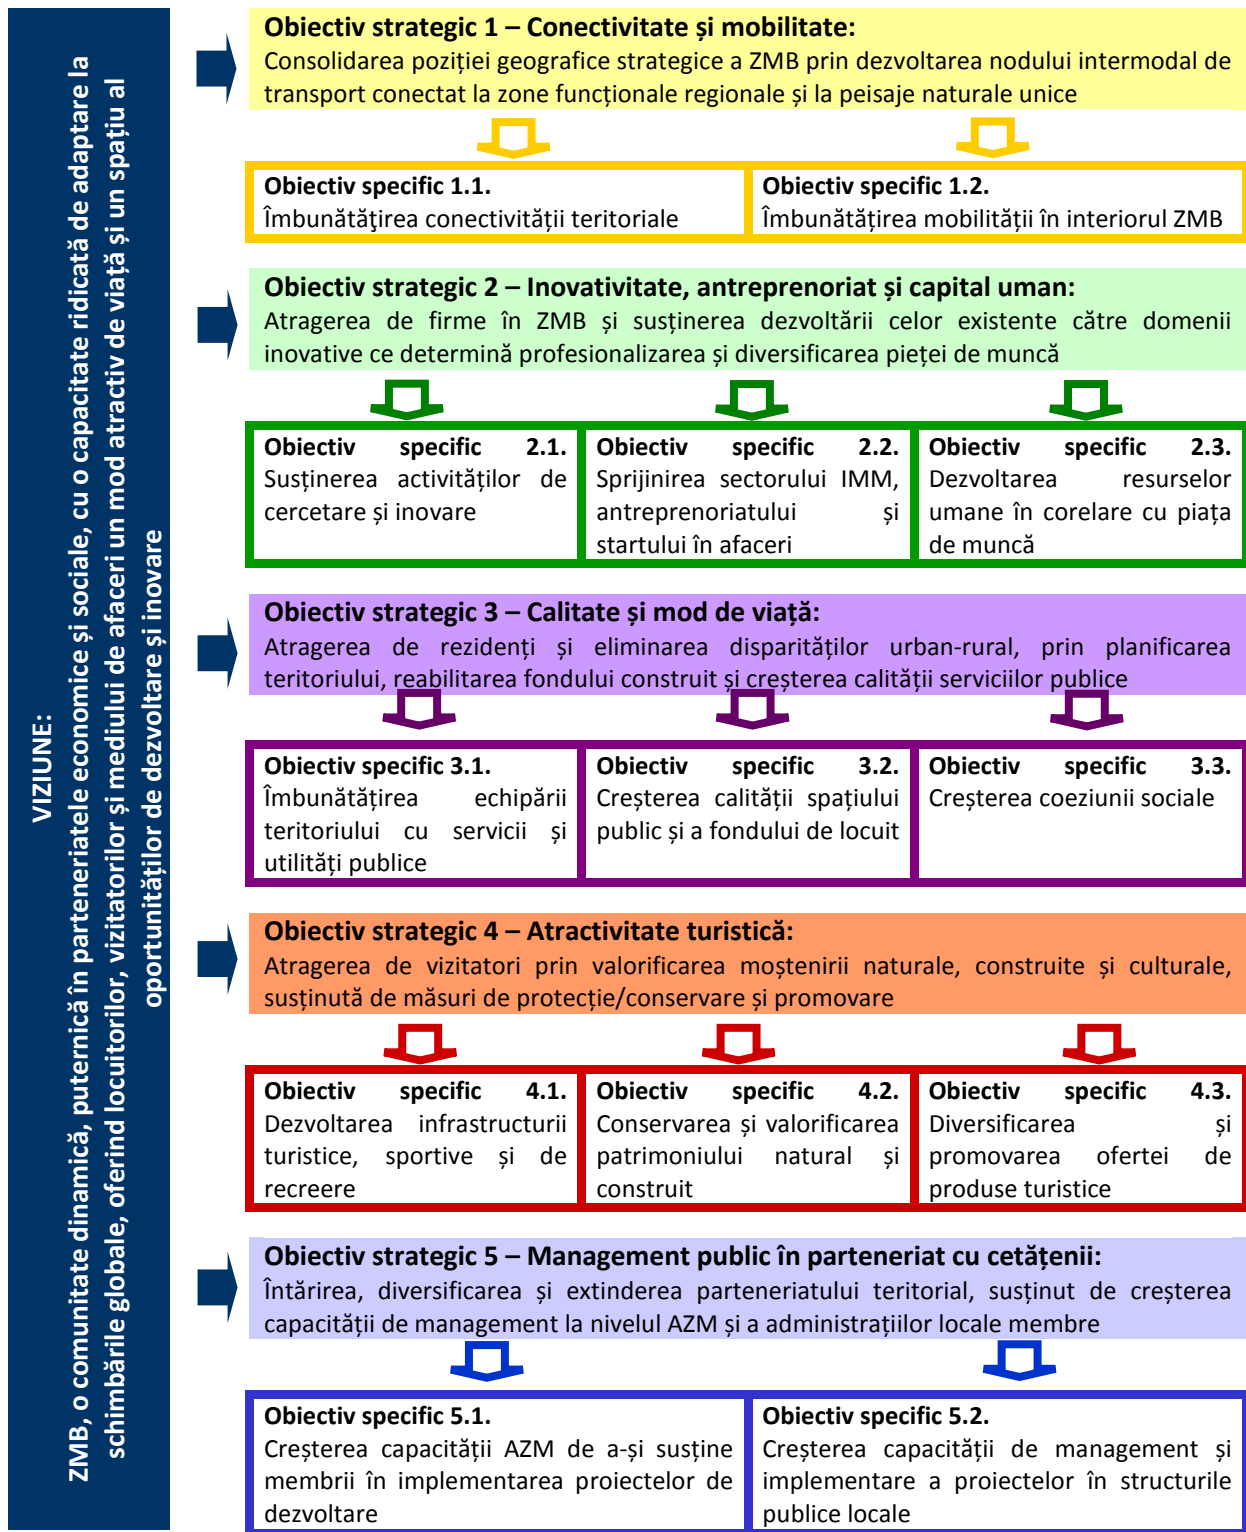 VIZIUNE:
ZMB, o comunitate dinamică, puternică în parteneriatele economice și sociale, cu o capacitate ridicată de adaptare la
schimbările globale, oferind locuitorilor, vizitatorilor și mediului de afaceri un mod atractiv de viață și un spațiu al
oportunităților de dezvoltare și inovare
Obiectiv strategic 1 – Conectivitate și mobilitate:
Consolidarea poziției geografice strategice a ZMB prin dezvoltarea nodului intermodal de
transport conectat la zone funcționale regionale și la peisaje naturale unice
Obiectiv specific 1.1.
Îmbunătăţirea conectivității teritoriale
Obiectiv specific 1.2.
Îmbunătățirea mobilității în interiorul ZMB
Obiectiv strategic 2 – Inovativitate, antreprenoriat și capital uman:
Atragerea de firme în ZMB și susținerea dezvoltării celor existente către domenii
inovative ce determină profesionalizarea și diversificarea pieței de muncă
Obiectiv specific 2.1.
Susținerea activităților de
cercetare și inovare
Obiectiv specific 2.2.
Sprijinirea sectorului IMM,
antreprenoriatului și
startului în afaceri
Obiectiv specific 2.3.
Dezvoltarea resurselor
umane în corelare cu piața
de muncă
Obiectiv strategic 3 – Calitate și mod de viață:
Atragerea de rezidenți și eliminarea disparităților urban-rural, prin planificarea
teritoriului, reabilitarea fondului construit și creșterea calității serviciilor publice
Obiectiv specific 3.1.
Îmbunătățirea echipării
teritoriului cu servicii și
utilități publice
Obiectiv specific 3.2.
Creșterea calității spațiului
public și a fondului de locuit
Obiectiv specific 3.3.
Creșterea coeziunii sociale
Obiectiv strategic 4 – Atractivitate turistică:
Atragerea de vizitatori prin valorificarea moștenirii naturale, construite și culturale,
susținută de măsuri de protecție/conservare și promovare
Obiectiv specific 4.1.
Dezvoltarea infrastructurii
turistice, sportive și de
recreere
Obiectiv specific 4.2.
Conservarea și valorificarea
patrimoniului natural și
construit
Obiectiv specific 4.3.
Diversificarea și
promovarea ofertei de
produse turistice
Obiectiv strategic 5 – Management public în parteneriat cu cetățenii:
Întărirea, diversificarea și extinderea parteneriatului teritorial, susținut de creșterea
capacității de management la nivelul AZM și a administrațiilor locale membre
Obiectiv specific 5.1.
Creșterea capacității AZM de a-și susține
membrii în implementarea proiectelor de
dezvoltare
Obiectiv specific 5.2.
Creșterea capacității de management și
implementare a proiectelor în structurile
publice locale